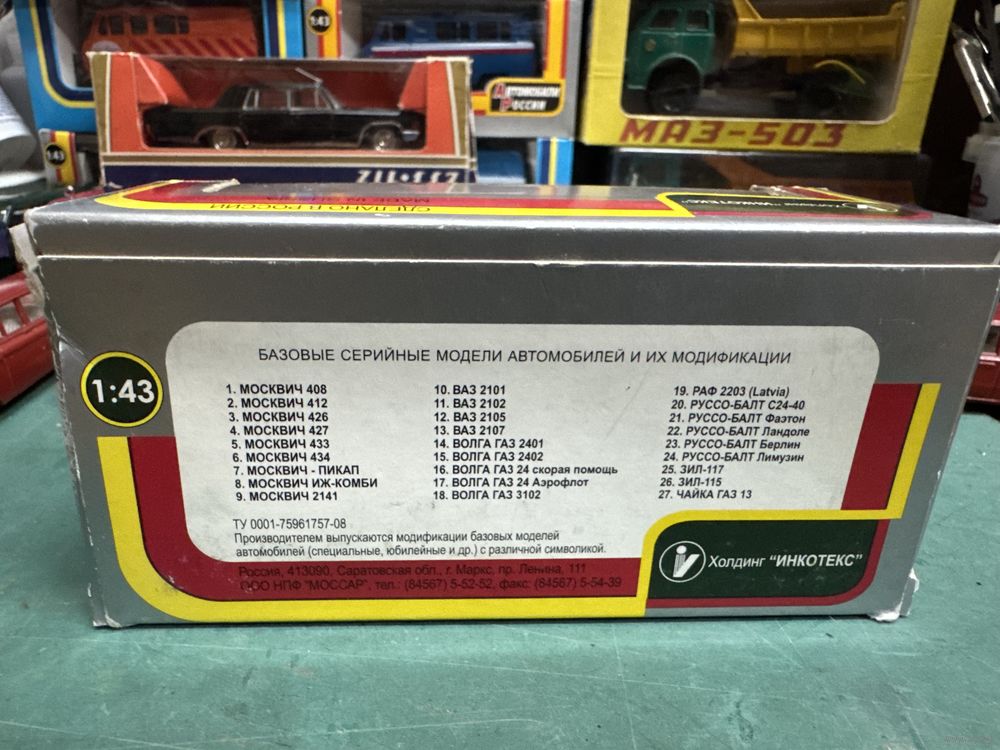 1:43
АВТОМОБИЛИ
РОССИИ
МАЗ-503
1:43
СДЕЛАНО В РОССИИ
"ИНКОТЕКС"
БАЗОВЫЕ СЕРИЙНЫЕ МОДЕЛИ АВТОМОБИЛЕЙ И ИХ МОДИФИКАЦИИ
1:43
1. МОСКВИЧ 408
2. МОСКВИЧ 412
3. МОСКВИЧ 426
4. МОСКВИЧ 427
5. МОСКВИЧ 433
6. МОСКВИЧ 434
7. МОСКВИЧ - ПИКАП
8. МОСКВИЧ ИЖ-КОМБИ
9. МОСКВИЧ 2141
10. ВАЗ 2101
11. ВАЗ 2102
12. ВАЗ 2105
13. ВАЗ 2107
14. ВОЛГА ГАЗ 2401
15. ВОЛГА ГАЗ 2402
16. ВОЛГА ГАЗ 24 скорая помощь
17. ВОЛГА ГАЗ 24 Аэрофлот
18. ВОЛГА ГАЗ 3102
19. РАФ 2203 (Latvia)
20. РУССО-БАЛТ С24-40
21. РУССО-БАЛТ Фаэтон
22. РУССО-БАЛТ Ландоле
23. РУССО-БАЛТ Берлин
24. РУССО-БАЛТ Лимузин
25. ЗИЛ-117
26. ЗИЛ-115
27. ЧАЙКА ГАЗ 13
ТУ 0001-75961757-08
Производителем выпускаются модификации базовых моделей
автомобилей (специальные, юбилейные и др.) с различной символикой.
Россия, 413090, Саратовская обл., г. Маркс, пр. Ленина, 111
ООО НПФ "МОССАР", тел.: (84567) 5-52-52, факс: (84567) 5-54-39
Холдинг "ИНКОТЕКС"